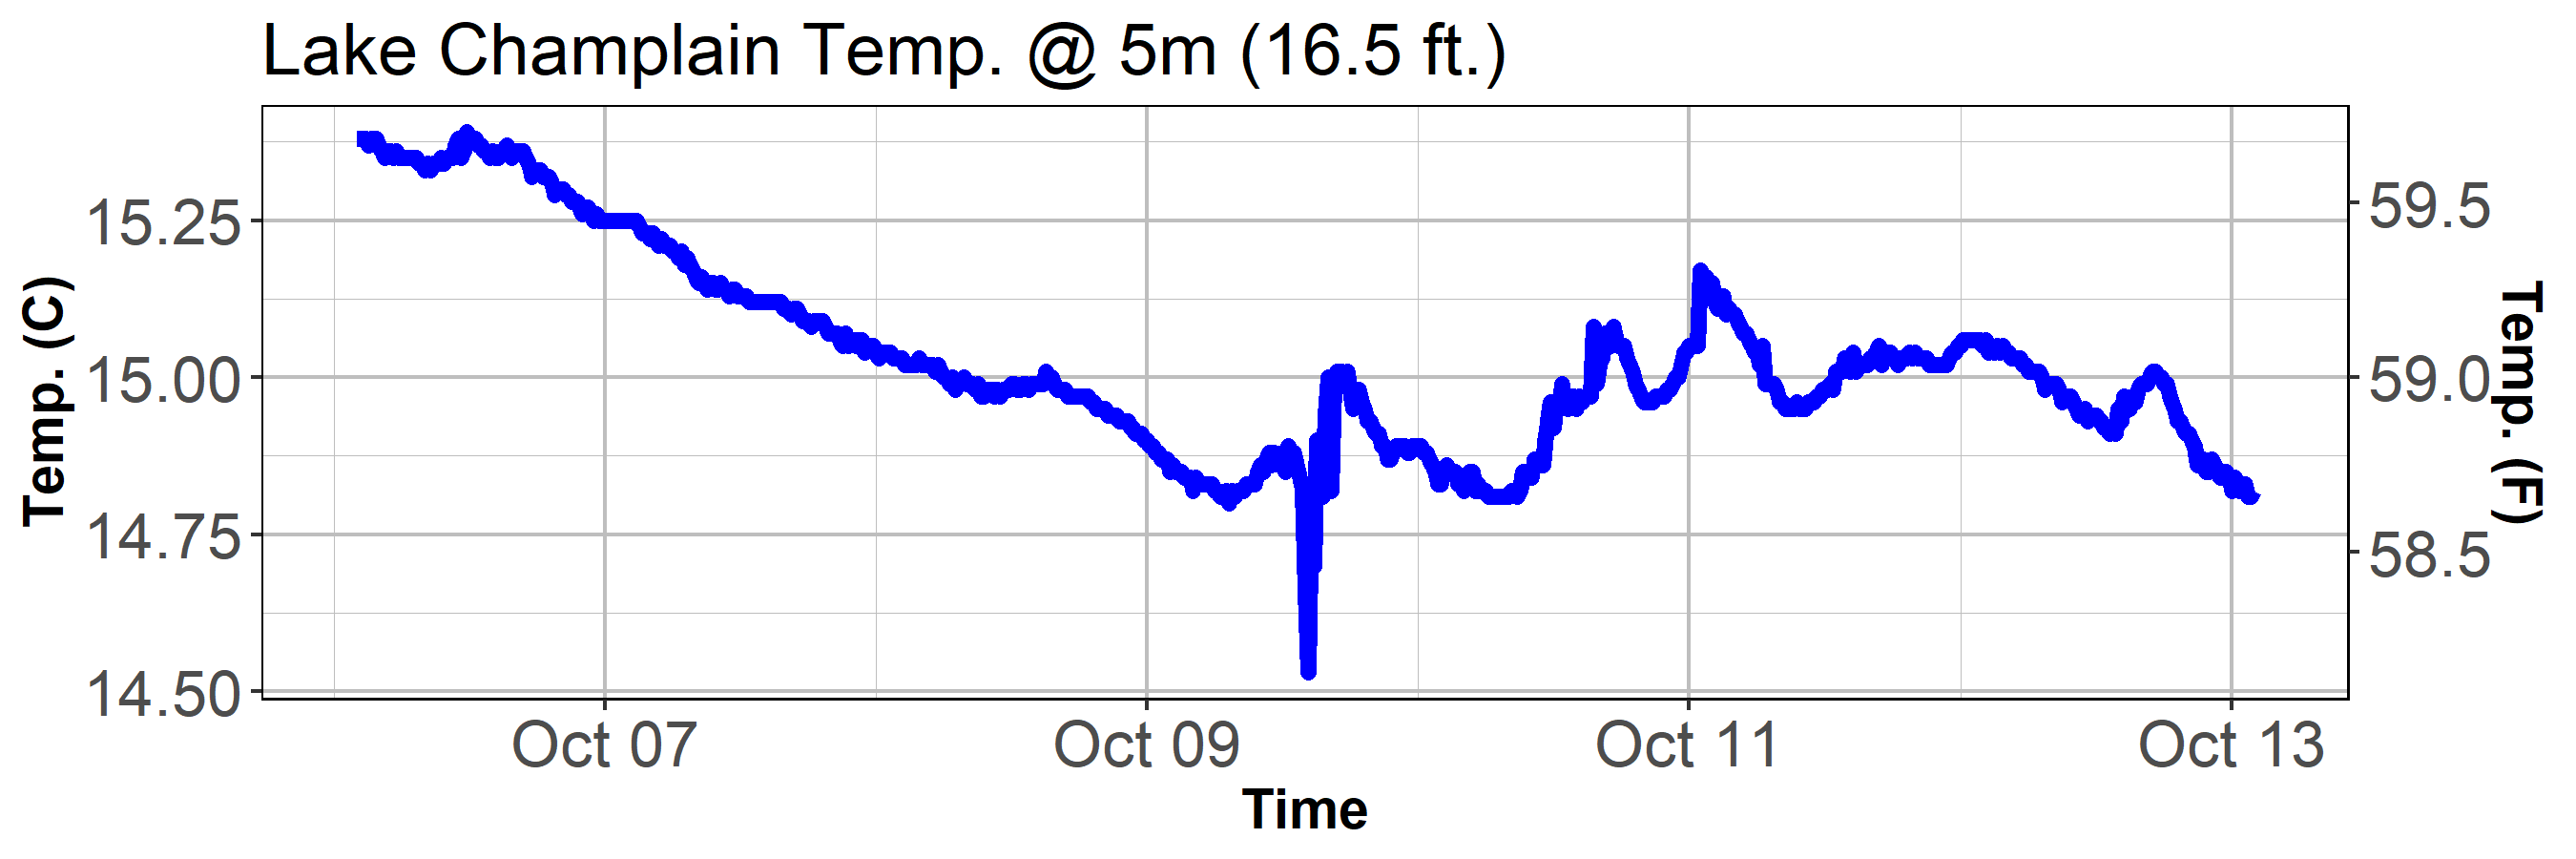 Lake Champlain Temp. @ 5m (16.5 ft.)
Temp. (C)
15.25
15.00
14.75
14.50
59.5
59.0
58.5
Temp. (F)
Oct 07
Oct 09
Oct 11
Oct 13
Time